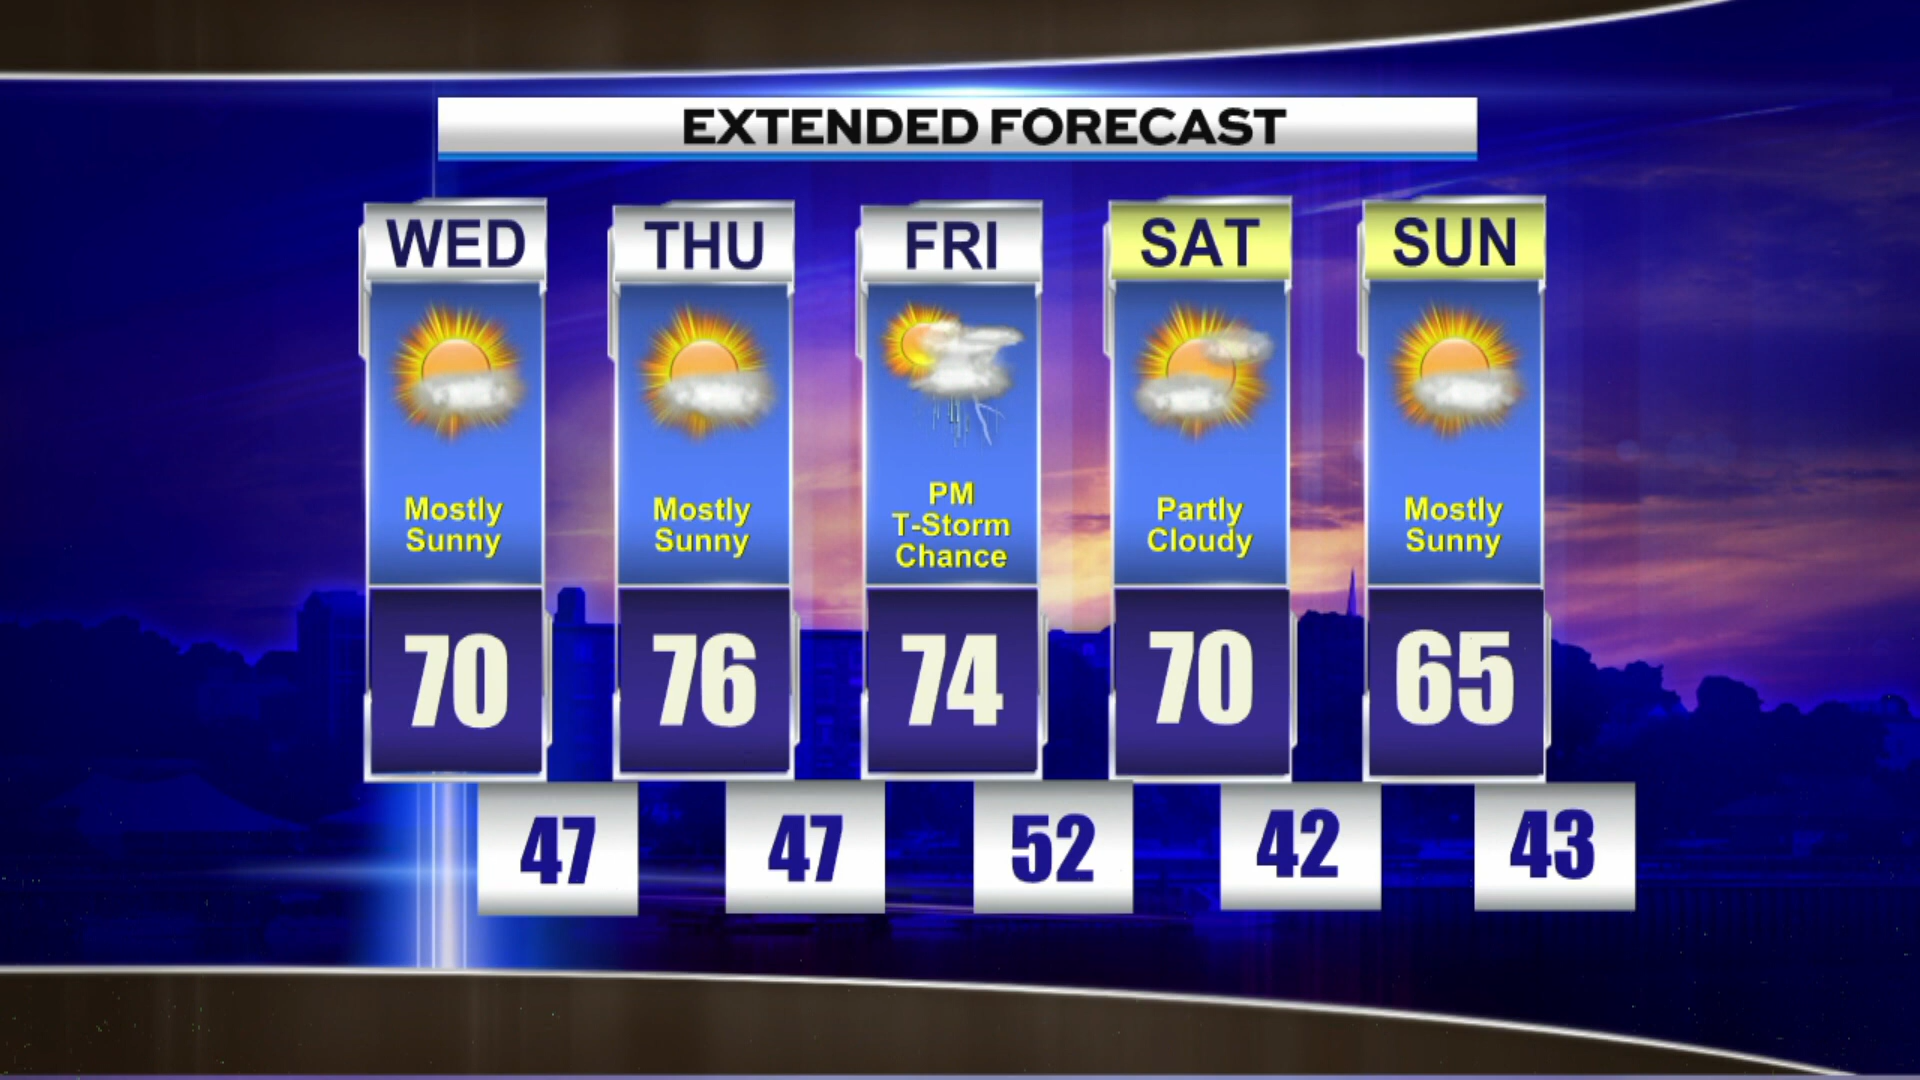 EXTENDED FORECAST
WED
THU
FRI
SAT
SUN
Mostly
Sunny
Mostly
Sunny
PM
T-Storm
Chance
Partly
Cloudy
Mostly
Sunny
70
76
74
70
65
47
47
52
42
43